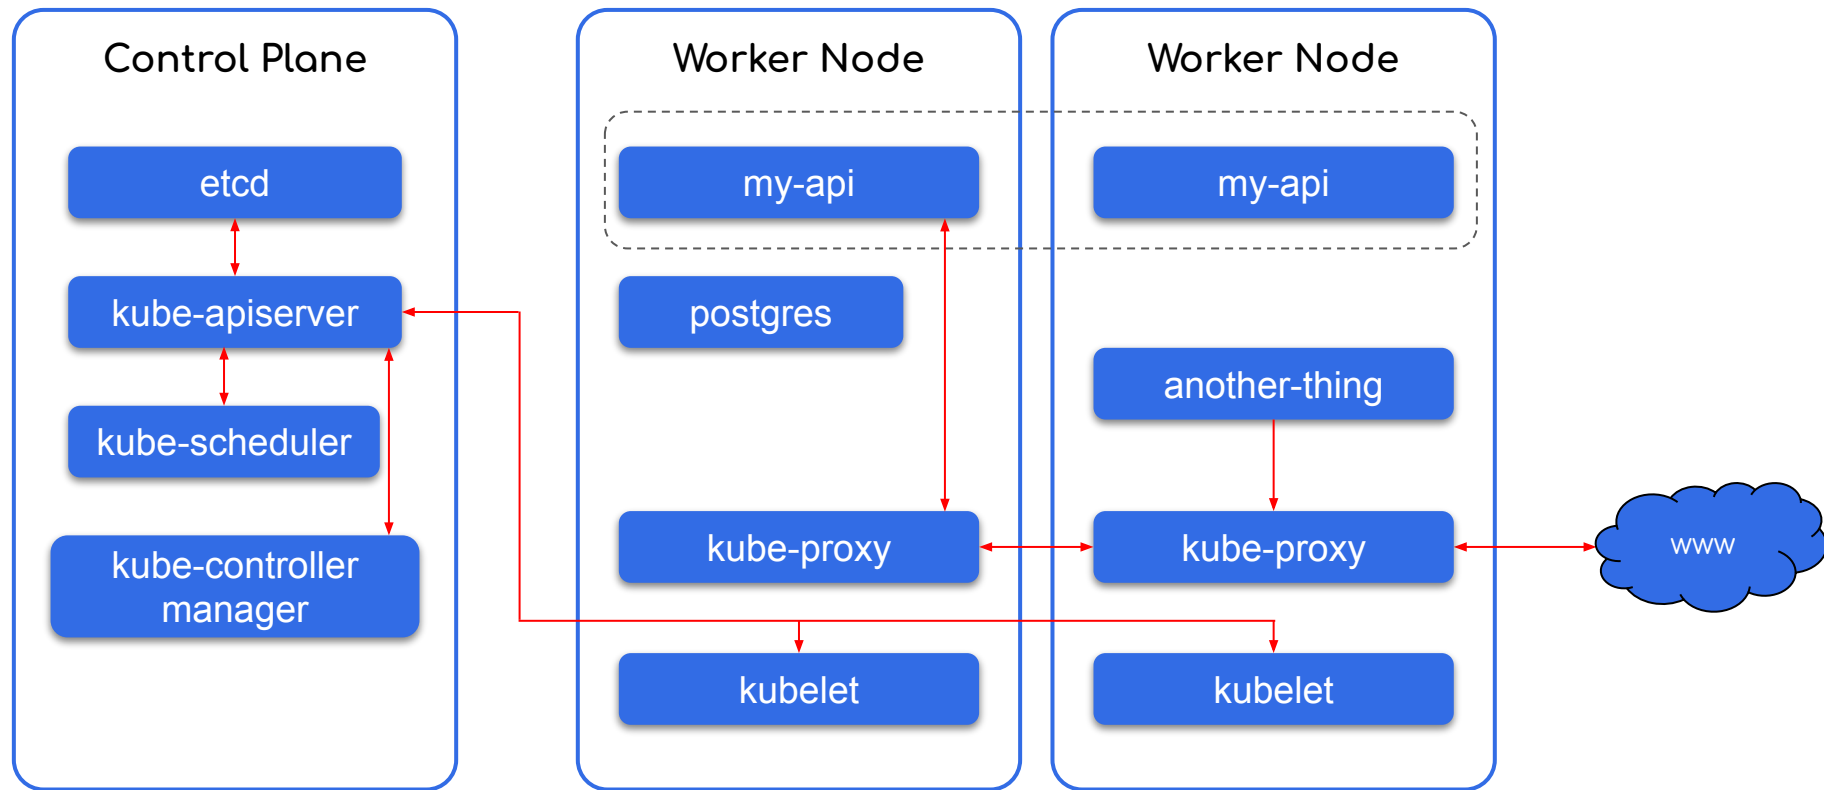 Control Plane
etcd
kube-apiserver
kube-scheduler
kube-controller
manager
Worker Node
my-api
postgres
kube-proxy
kubelet
Worker Node
my-api
another-thing
kube-proxy
kubelet
www